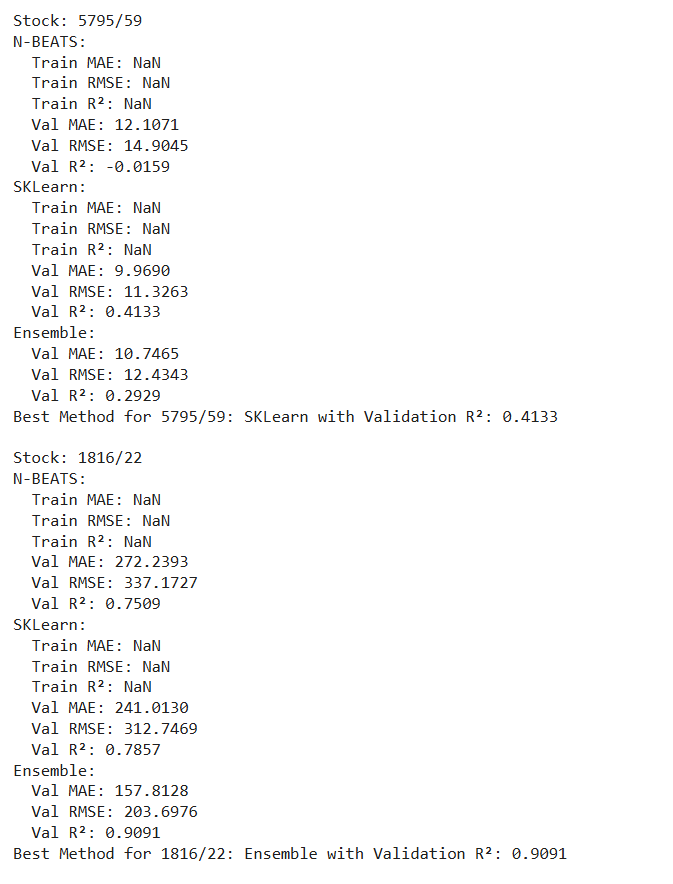 Stock: 5795/59
N-BEATS:
  Train MAE: NaN
  Train RMSE: NaN
  Train R²: NaN
  Val MAE: 12.1071
  Val RMSE: 14.9045
  Val R²: -0.0159
SKLearn:
  Train MAE: NaN
  Train RMSE: NaN
  Train R²: NaN
  Val MAE: 9.9690
  Val RMSE: 11.3263
  Val R²: 0.4133
Ensemble:
  Val MAE: 10.7465
  Val RMSE: 12.4343
  Val R²: 0.2929
Best Method for 5795/59: SKLearn with Validation R²: 0.4133

Stock: 1816/22
N-BEATS:
  Train MAE: NaN
  Train RMSE: NaN
  Train R²: NaN
  Val MAE: 272.2393
  Val RMSE: 337.1727
  Val R²: 0.7509
SKLearn:
  Train MAE: NaN
  Train RMSE: NaN
  Train R²: NaN
  Val MAE: 241.0130
  Val RMSE: 312.7469
  Val R²: 0.7857
Ensemble:
  Val MAE: 157.8128
  Val RMSE: 203.6976
  Val R²: 0.9091
Best Method for 1816/22: Ensemble with Validation R²: 0.9091